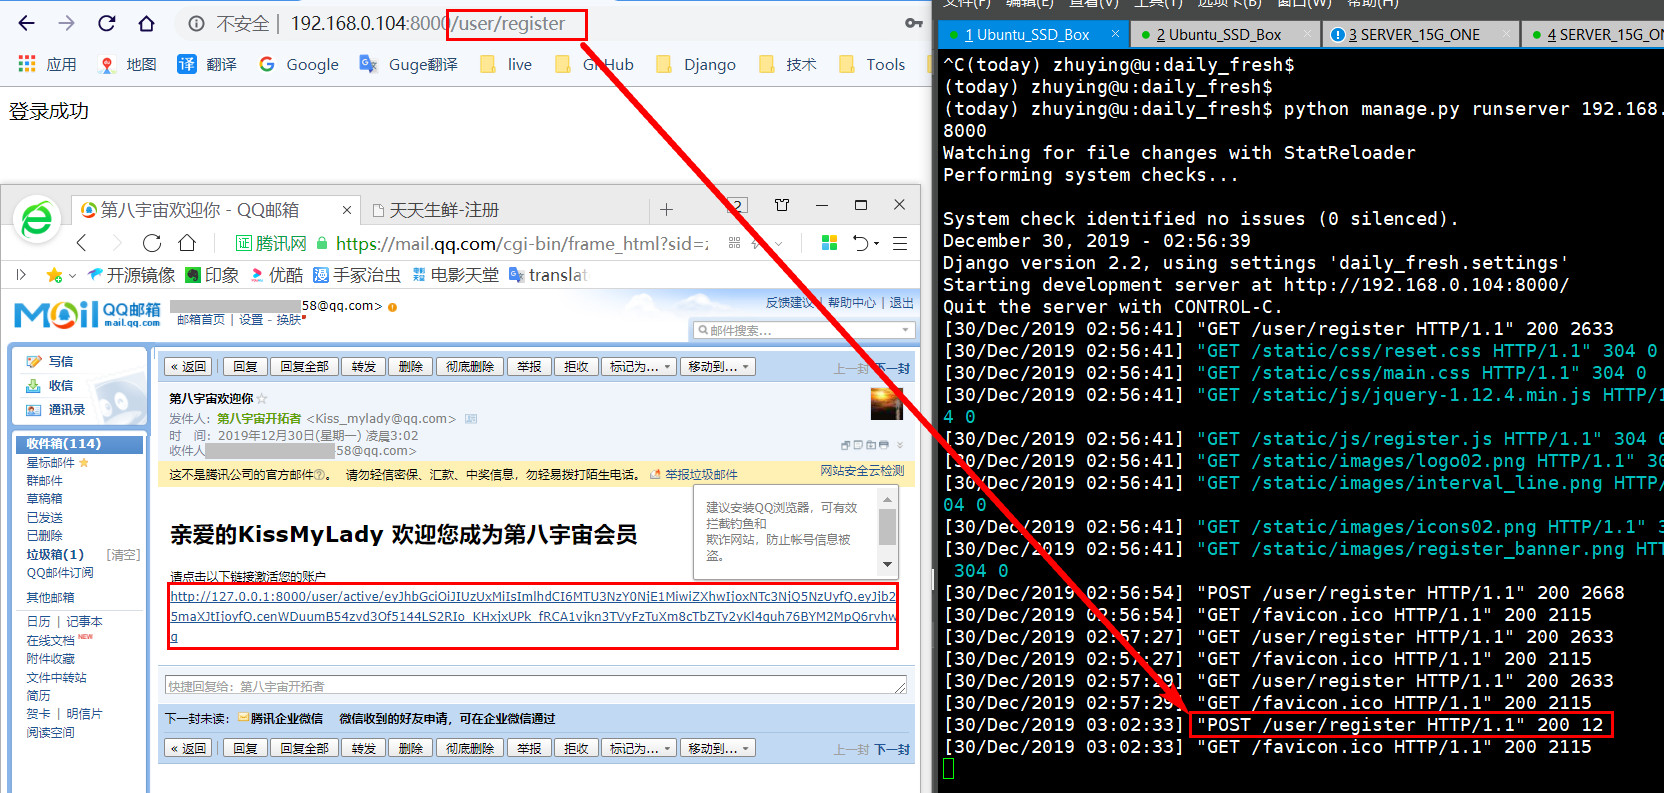 不安全 | 192.168.0.104:8000/user/register
应用 地图 译 翻译 Google Guge翻译 live GitHub Django 技术 Tools
登录成功
第八宇宙欢迎你 - QQ邮箱 × 天天生鲜-注册 + 2
证 腾讯网 https://mail.qq.com/cgi-bin/frame_html?sid=z
开源镜像 印象 优酷 手家治虫 电影天堂 translat
Mail QQ邮箱 mail.qq.com
58@qq.com>
邮箱首页 | 设置 - 换肤
反馈建议 | 帮助中心 | 退出
邮件搜索...
写信
收信
通讯录
收件箱(114)
星标邮件
群邮件
草稿箱
已发送
已删除
垃圾箱(1) [清空]
QQ邮件订阅
其他邮箱
日历 | 记事本
在线文档 NEW
附件收藏
文件中转站
简历
贺卡 | 明信片
阅读空间
« 返回 回复 回复全部 转发 删除 彻底删除 举报 拒收 标记为... 移动到... 上一封 下一封
第八宇宙欢迎你
发件人: 第八宇宙开拓者 <Kiss_mylady@qq.com>
时 间: 2019年12月30日(星期一) 凌晨3:02
收件人 58@qq.com>
这不是腾讯公司的官方邮件?。 请勿轻信密保、汇款、中奖信息，勿轻易拨打陌生电话。 举报垃圾邮件 网站安全云检测
建议安装QQ浏览器，可有效
拦截钓鱼和
欺诈网站，防止帐号信息被
盗。
亲爱的KissMyLady 欢迎您成为第八宇宙会员
请点击以下链接激活您的账户
http://127.0.0.1:8000/user/active/eyJhbGciOiJIUzUxMiIsImlhdCI6MTU3NzY0NjE1MiwiZXhwIjoxNTc3NjQ5NzUyfQ.eyJjb2
5maXJtIjoyfQ.cenWDuumB54zvd3Of5144LS2RIo_KHxjxUPk_fRCA1vjkn3TVyFzTuXm8cTbZTy2yKl4quh76BYM2MpQ6rvhw
g
快捷回复给：第八宇宙开拓者
下一封未读： 腾讯企业微信 微信收到的好友申请，可在企业微信通过
« 返回 回复 回复全部 转发 删除 彻底删除 举报 拒收 标记为... 移动到... 上一封 下一封
文件(F) 编辑(E) 查看(V) 工具(T) 选项卡(B) 窗口(W) 帮助(H)
1 Ubuntu_SSD_Box × 2 Ubuntu_SSD_Box × 3 SERVER_15G_ONE × 4 SERVER_15G_ON
^C(today) zhuying@u:daily_fresh$
(today) zhuying@u:daily_fresh$
(today) zhuying@u:daily_fresh$ python manage.py runserver 192.168.
8000
Watching for file changes with StatReloader
Performing system checks...
System check identified no issues (0 silenced).
December 30, 2019 - 02:56:39
Django version 2.2, using settings 'daily_fresh.settings'
Starting development server at http://192.168.0.104:8000/
Quit the server with CONTROL-C.
[30/Dec/2019 02:56:41] "GET /user/register HTTP/1.1" 200 2633
[30/Dec/2019 02:56:41] "GET /static/css/reset.css HTTP/1.1" 304 0
[30/Dec/2019 02:56:41] "GET /static/css/main.css HTTP/1.1" 304 0
[30/Dec/2019 02:56:41] "GET /static/js/jquery-1.12.4.min.js HTTP/1
4 0
[30/Dec/2019 02:56:41] "GET /static/js/register.js HTTP/1.1" 304 0
[30/Dec/2019 02:56:41] "GET /static/images/logo02.png HTTP/1.1" 30
[30/Dec/2019 02:56:41] "GET /static/images/interval_line.png HTTP/
04 0
[30/Dec/2019 02:56:41] "GET /static/images/icons02.png HTTP/1.1" 3
[30/Dec/2019 02:56:41] "GET /static/images/register_banner.png HTT
304 0
[30/Dec/2019 02:56:54] "POST /user/register HTTP/1.1" 200 2668
[30/Dec/2019 02:56:54] "GET /favicon.ico HTTP/1.1" 200 2115
[30/Dec/2019 02:57:27] "GET /user/register HTTP/1.1" 200 2633
[30/Dec/2019 02:57:27] "GET /favicon.ico HTTP/1.1" 200 2115
[30/Dec/2019 02:57:29] "GET /user/register HTTP/1.1" 200 2633
[30/Dec/2019 02:57:29] "GET /favicon.ico HTTP/1.1" 200 2115
[30/Dec/2019 03:02:33] "POST /user/register HTTP/1.1" 200 12
[30/Dec/2019 03:02:33] "GET /favicon.ico HTTP/1.1" 200 2115